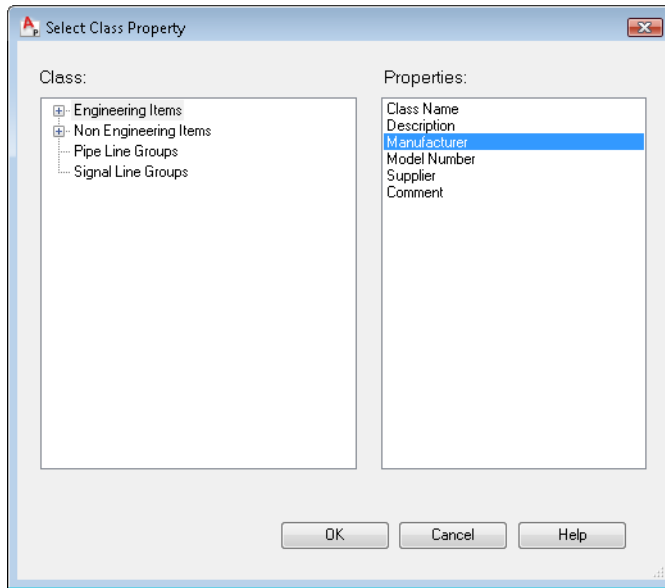 Select Class Property
Class:
Engineering Items
Non Engineering Items
Pipe Line Groups
Signal Line Groups
Properties:
Class Name
Description
Manufacturer
Model Number
Supplier
Comment
OK
Cancel
Help